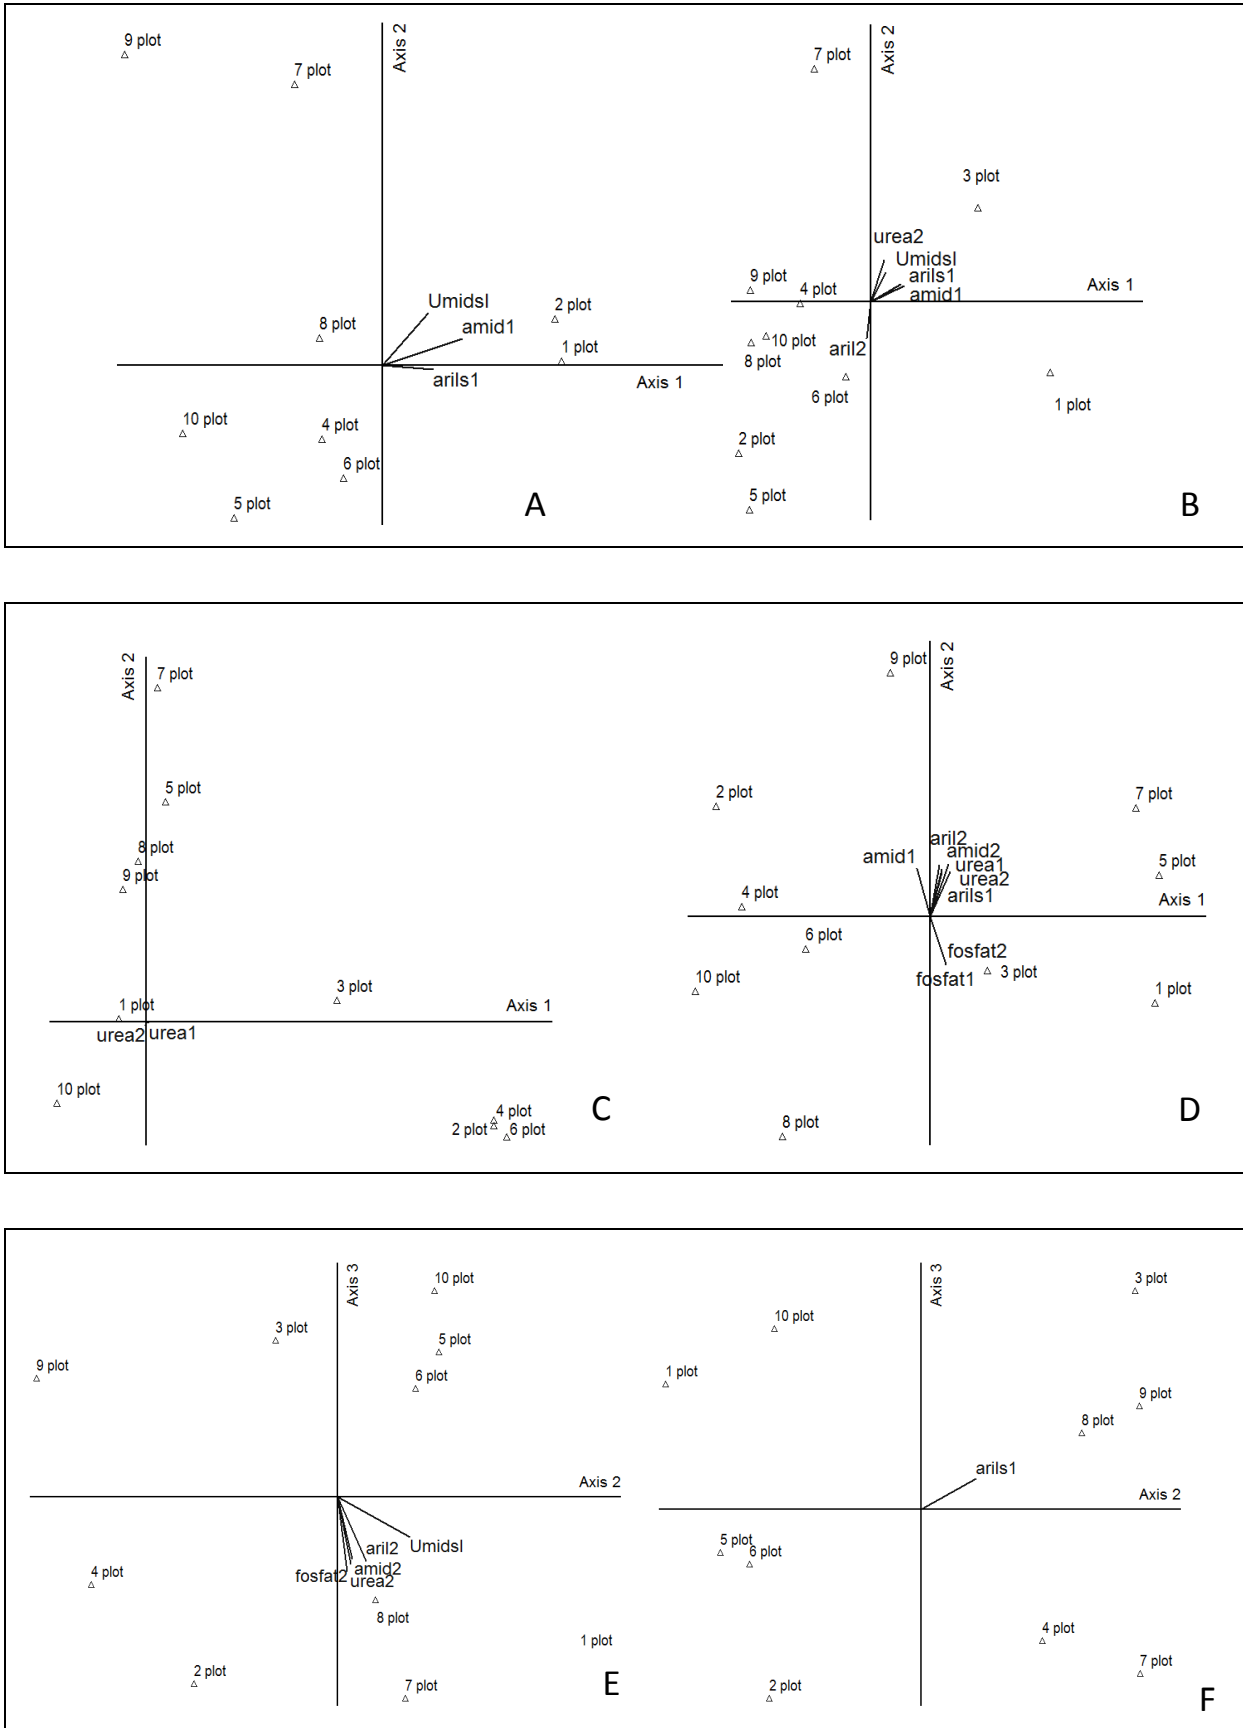 9 plot
7 plot
Axis 2
Umidsl
amid1
arils1
8 plot
2 plot
1 plot
Axis 1
10 plot
4 plot
6 plot
5 plot
A
7 plot
Axis 2
3 plot
urea2
Umidsl
arils1
amid1
Axis 1
9 plot
4 plot
10 plot
8 plot
aril2
6 plot
1 plot
2 plot
5 plot
B
Axis 2
7 plot
5 plot
8 plot
9 plot
3 plot
1 plot
Axis 1
urea2
urea1
10 plot
4 plot
2 plot
6 plot
C
9 plot
Axis 2
2 plot
7 plot
aril2
amid1
amid2
urea1
urea2
arils1
5 plot
Axis 1
4 plot
6 plot
10 plot
fosfat2
fosfat1
3 plot
1 plot
8 plot
D
Axis 3
10 plot
3 plot
5 plot
9 plot
6 plot
Axis 2
Umidsl
aril2
amid2
fosfat2
urea2
4 plot
8 plot
1 plot
2 plot
7 plot
E
Axis 3
3 plot
10 plot
1 plot
9 plot
8 plot
arils1
Axis 2
5 plot
6 plot
4 plot
7 plot
2 plot
F